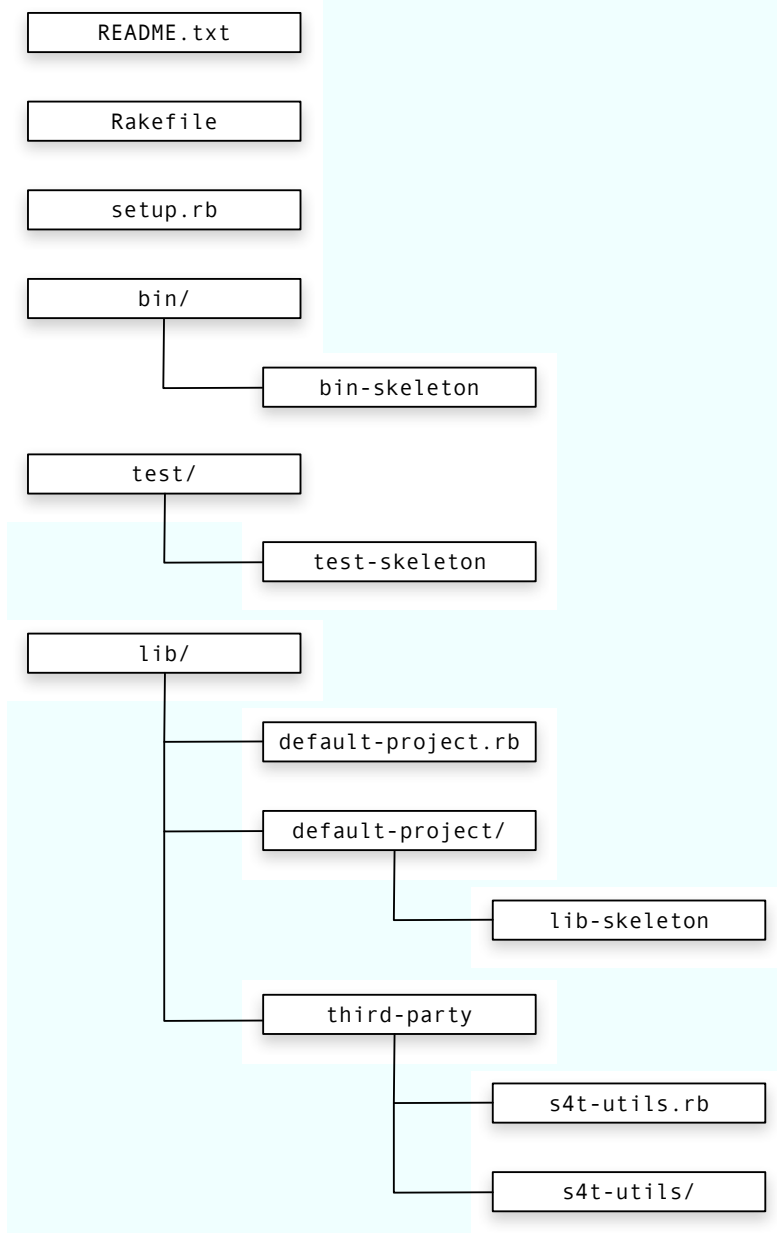 README.txt
Rakefile
setup.rb
bin/
bin-skeleton
test/
test-skeleton
lib/
default-project.rb
default-project/
lib-skeleton
third-party
s4t-utils.rb
s4t-utils/